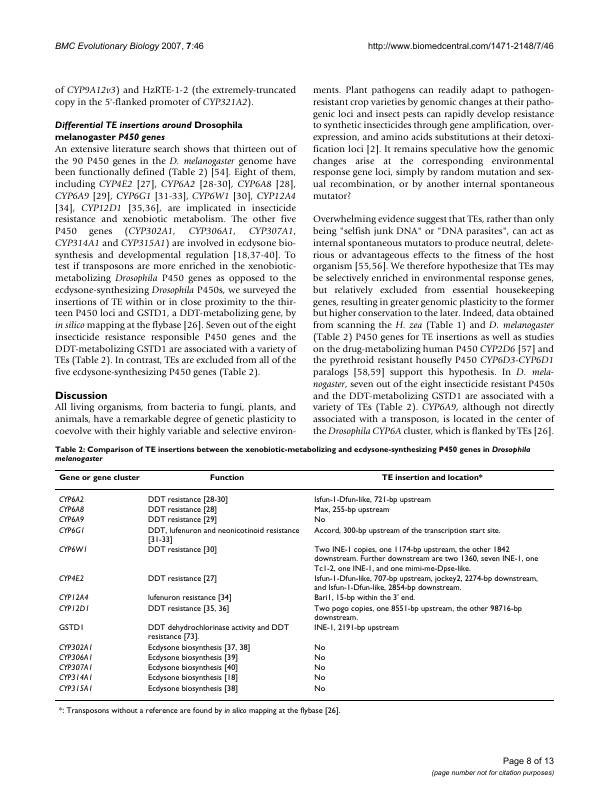 BMC Evolutionary Biology 2007, 7:46
http://www.biomedcentral.com/1471-2148/7/46
of CYP9A12v3) and HzRTE-1-2 (the extremely-truncated
copy in the 5'-flanked promoter of CYP321A2).
Differential TE insertions around Drosophila
melanogaster P450 genes
An extensive literature search shows that thirteen out of
the 90 P450 genes in the D. melanogaster genome have
been functionally defined (Table 2) [54]. Eight of them,
including CYP4E2 [27], CYP6A2 [28-30], CYP6A8 [28],
CYP6A9 [29], CYP6G1 [31-33], CYP6W1 [30], CYP12A4
[34], CYP12D1 [35,36], are implicated in insecticide
resistance and xenobiotic metabolism. The other five
P450 genes (CYP302A1, CYP306A1, CYP307A1,
CYP314A1 and CYP315A1) are involved in ecdysone bio-
synthesis and developmental regulation [18,37-40]. To
test if transposons are more enriched in the xenobiotic-
metabolizing Drosophila P450 genes as opposed to the
ecdysone-synthesizing Drosophila P450s, we surveyed the
insertions of TE within or in close proximity to the thir-
teen P450 loci and GSTD1, a DDT-metabolizing gene, by
in silico mapping at the flybase [26]. Seven out of the eight
insecticide resistance responsible P450 genes and the
DDT-metabolizing GSTD1 are associated with a variety of
TEs (Table 2). In contrast, TEs are excluded from all of the
five ecdysone-synthesizing P450 genes (Table 2).
Discussion
All living organisms, from bacteria to fungi, plants, and
animals, have a remarkable degree of genetic plasticity to
coevolve with their highly variable and selective environ-
ments. Plant pathogens can readily adapt to pathogen-
resistant crop varieties by genomic changes at their patho-
genic loci and insect pests can rapidly develop resistance
to synthetic insecticides through gene amplification, over-
expression, and amino acids substitutions at their detoxi-
fication loci [2]. It remains speculative how the genomic
changes arise at the corresponding environmental
response gene loci, simply by random mutation and sex-
ual recombination, or by another internal spontaneous
mutator?
Overwhelming evidence suggest that TEs, rather than only
being "selfish junk DNA" or "DNA parasites", can act as
internal spontaneous mutators to produce neutral, delete-
rious or advantageous effects to the fitness of the host
organism [55,56]. We therefore hypothesize that TEs may
be selectively enriched in environmental response genes,
but relatively excluded from essential housekeeping
genes, resulting in greater genomic plasticity to the former
but higher conservation to the later. Indeed, data obtained
from scanning the H. zea (Table 1) and D. melanogaster
(Table 2) P450 genes for TE insertions as well as studies
on the drug-metabolizing human P450 CYP2D6 [57] and
the pyrethroid resistant housefly P450 CYP6D3-CYP6D1
paralogs [58,59] support this hypothesis. In D. mela-
nogaster, seven out of the eight insecticide resistant P450s
and the DDT-metabolizing GSTD1 are associated with a
variety of TEs (Table 2). CYP6A9, although not directly
associated with a transposon, is located in the center of
the Drosophila CYP6A cluster, which is flanked by TEs [26].
Table 2: Comparison of TE insertions between the xenobiotic-metabolizing and ecdysone-synthesizing P450 genes in Drosophila
melanogaster
Gene or gene cluster Function TE insertion and location*
CYP6A2 DDT resistance [28-30] Isfun-1-Dfun-like, 721-bp upstream
CYP6A8 DDT resistance [28] Max, 255-bp upstream
CYP6A9 DDT resistance [29] No
CYP6G1 DDT, lufenuron and neonicotinoid resistance Accord, 300-bp upstream of the transcription start site.
[31-33]
CYP6W1 DDT resistance [30] Two INE-1 copies, one 1174-bp upstream, the other 1842
downstream. Further downstream are two 1360, seven INE-1, one
Tc1-2, one INE-1, and one mimi-me-Dpse-like.
CYP4E2 DDT resistance [27] Isfun-1-Dfun-like, 707-bp upstream, jockey2, 2274-bp downstream,
and Isfun-1-Dfun-like, 2854-bp downstream.
CYP12A4 lufenuron resistance [34] Bari1, 15-bp within the 3' end.
CYP12D1 DDT resistance [35, 36] Two pogo copies, one 8551-bp upstream, the other 98716-bp
downstream.
GSTD1 DDT dehydrochlorinase activity and DDT INE-1, 2191-bp upstream
resistance [73].
CYP302A1 Ecdysone biosynthesis [37, 38] No
CYP306A1 Ecdysone biosynthesis [39] No
CYP307A1 Ecdysone biosynthesis [40] No
CYP314A1 Ecdysone biosynthesis [18] No
CYP315A1 Ecdysone biosynthesis [38] No
*: Transposons without a reference are found by in silico mapping at the flybase [26].
Page 8 of 13
(page number not for citation purposes)